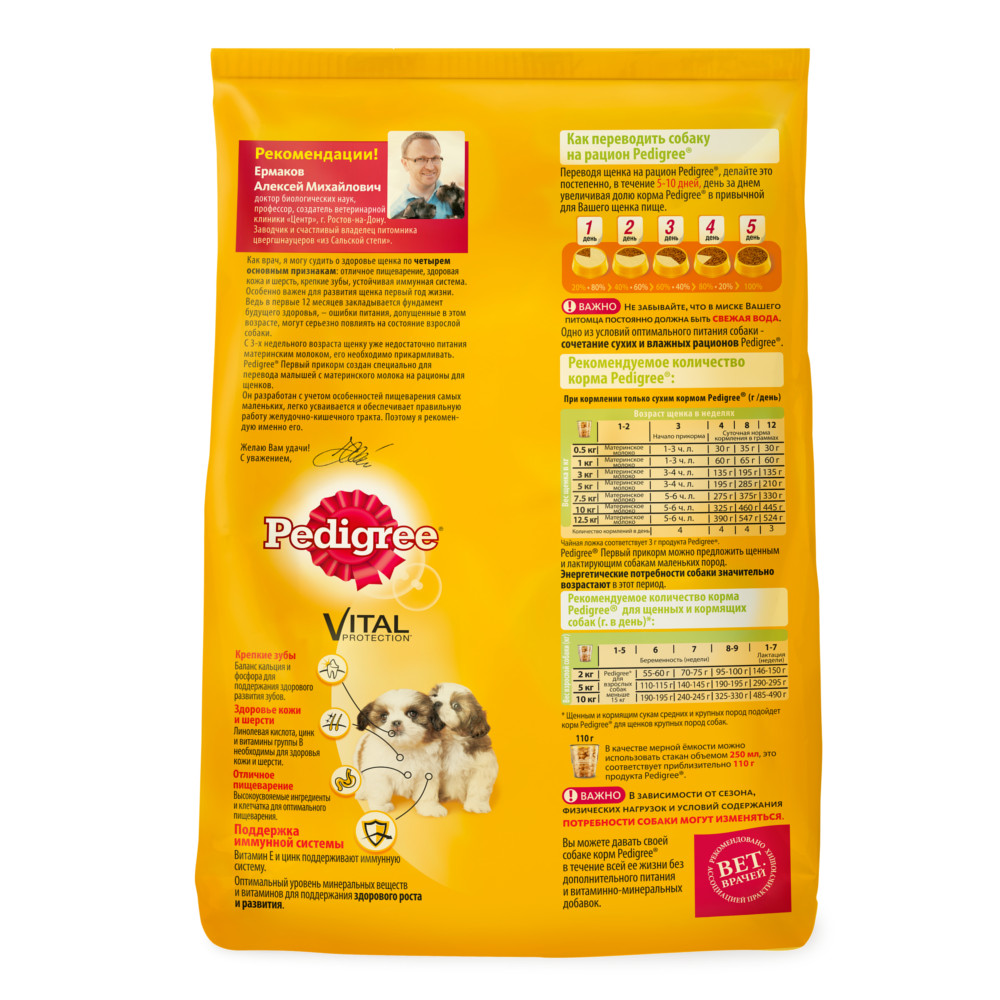 Рекомендации!
Ермаков
Алексей Михайлович
доктор биологических наук,
профессор, создатель ветеринарной
клиники «Центр», г. Ростов-на-Дону.
Заводчик и счастливый владелец питомника
цвергшнауцеров «из Сальской степи».
Как врач, я могу судить о здоровье щенка по четырем
основным признакам: отличное пищеварение, здоровая
кожа и шерсть, крепкие зубы, устойчивая иммунная система.
Особенно важен для развития щенка первый год жизни.
Ведь в первые 12 месяцев закладывается фундамент
будущего здоровья, – ошибки питания, допущенные в этом
возрасте, могут серьезно повлиять на состояние взрослой
собаки.
С 3-х недельного возраста щенку уже недостаточно питания
материнским молоком, его необходимо прикармливать.
Pedigree® Первый прикорм создан специально для
перевода малышей с материнского молока на рационы для
щенков.
Он разработан с учетом особенностей пищеварения самых
маленьких, легко усваивается и обеспечивает правильную
работу желудочно-кишечного тракта. Поэтому я рекомен-
дую именно его.
Желаю Вам удачи!
С уважением,
Pedigree®
VITAL
PROTECTION
Крепкие зубы
Баланс кальция и
фосфора для
поддержания здорового
развития зубов.
Здоровье кожи
и шерсти
Линолевая кислота, цинк
и витамины группы В
необходимы для здоровья
кожи и шерсти.
Отличное
пищеварение
Высокоусвояемые ингредиенты
и клетчатка для оптимального
пищеварения.
Поддержка
иммунной системы
Витамин Е и цинк поддерживают иммунную
систему.
Оптимальный уровень минеральных веществ
и витаминов для поддержания здорового роста
и развития.
Как переводить собаку
на рацион Pedigree®
Переводя щенка на рацион Pedigree®, делайте это
постепенно, в течение 5-10 дней, день за днем
увеличивая долю корма Pedigree® в привычной
для Вашего щенка пище.
1 2 3 4 5
день день день день день
20% • 80% 40% • 60% 60% • 40% 80% • 20% 100%
ВАЖНО Не забывайте, что в миске Вашего
питомца постоянно должна быть СВЕЖАЯ ВОДА.
Одно из условий оптимального питания собаки -
сочетание сухих и влажных рационов Pedigree®.
Рекомендуемое количество
корма Pedigree®:
При кормлении только сухим кормом Pedigree® (г /день)
Возраст щенка в неделях
1-2 3 4 8 12
Начало прикорма Суточная норма
кормления в граммах
Вес щенка в кг
0.5 кг Материнское молоко 1-3 ч. л. 30 г 35 г 30 г
1 кг Материнское молоко 1-3 ч. л. 60 г 65 г 60 г
3 кг Материнское молоко 3-4 ч. л. 135 г 195 г 135 г
5 кг Материнское молоко 3-4 ч. л. 195 г 285 г 210 г
7.5 кг Материнское молоко 5-6 ч. л. 275 г 375г 330 г
10 кг Материнское молоко 5-6 ч. л. 325 г 460 г 445 г
12.5 кг Материнское молоко 5-6 ч. л. 390 г 547 г 524 г
Количество кормлений в день 4 4 4 3
Чайная ложка соответствует 3 г продукта Pedigree®.
Pedigree® Первый прикорм можно предложить щенным
и лактирующим собакам маленьких пород.
Энергетические потребности собаки значительно
возрастают в этот период.
Рекомендуемое количество корма
Pedigree® для щенных и кормящих
собак (г. в день)*:
1-5 6 7 8-9 1-7
Беременность (недели) Лактация
(недели)
Вес взрослой собаки (кг)
2 кг 55-60 г 70-75 г 95-100 г 146-150 г
5 кг 110-115 г 140-145 г 190-195 г 290-295 г
10 кг 190-195 г 240-245 г 325-330 г 485-490 г
Pedigree®
для
взрослых
собак
меньше
15 кг
* Щенным и кормящим сукам средних и крупных пород подойдет
корм Pedigree® для щенков крупных пород собак.
110 г
В качестве мерной ёмкости можно
использовать стакан объемом 250 мл, это
соответствует приблизительно 110 г
продукта Pedigree®.
ВАЖНО В зависимости от сезона,
физических нагрузок и условий содержания
ПОТРЕБНОСТИ СОБАКИ МОГУТ ИЗМЕНЯТЬСЯ.
Вы можете давать своей
собаке корм Pedigree®
в течение всей ее жизни без
дополнительного питания
и витаминно-минеральных
добавок.
РЕКОМЕНДОВАНО
АССОЦИАЦИЕЙ ПРАКТИКУЮЩИХ
ВЕТ.
ВРАЧЕЙ